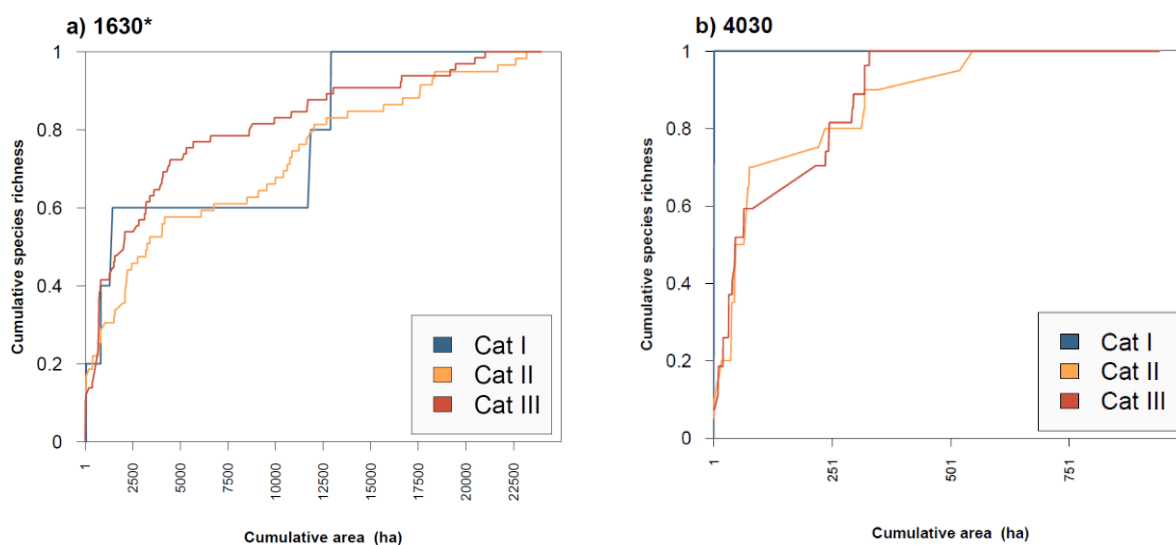 a) 1630*
Cumulative species richness
1
0.8
0.6
0.4
0.2
0
Cat I
Cat II
Cat III
1
2500
5000
7500
10000
12500
15000
17500
20000
22500
Cumulative area (ha)
b) 4030
Cumulative species richness
1
0.8
0.6
0.4
0.2
0
Cat I
Cat II
Cat III
1
251
501
751
Cumulative area (ha)